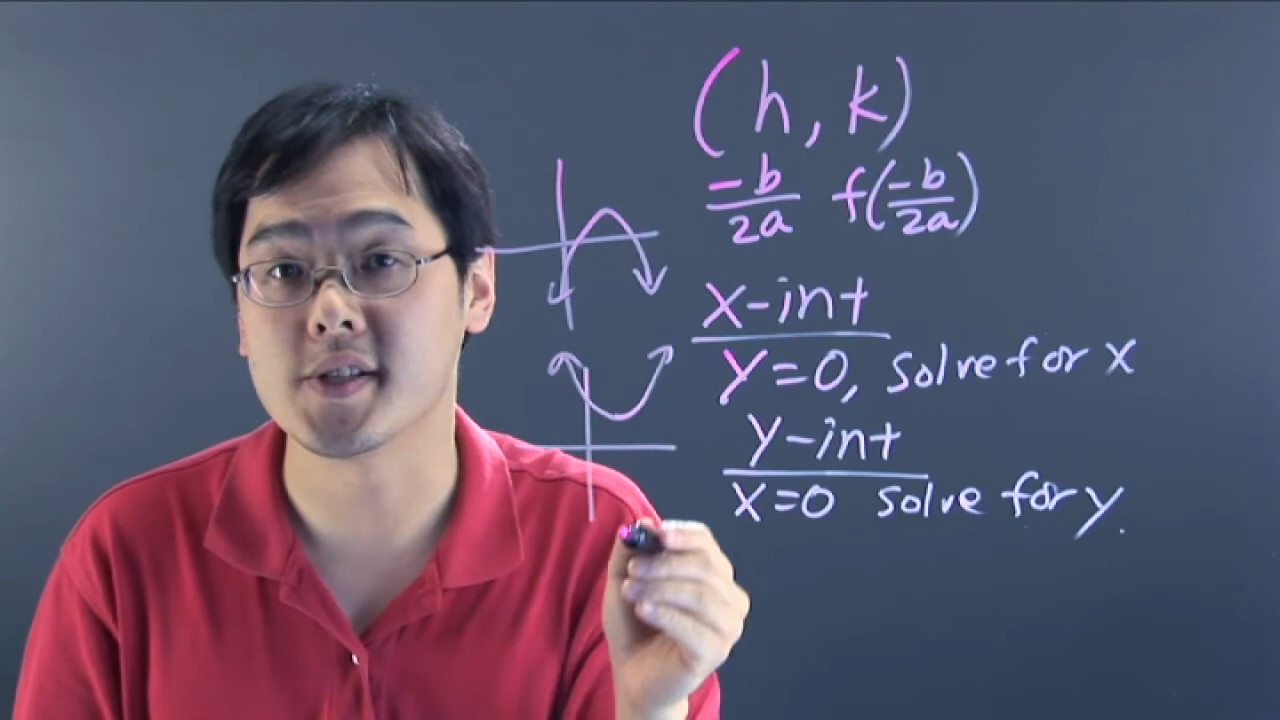 (h, k)
-b/2a f(-b/2a)
x-int
y=0, solve for x
y-int
x=0 solve for y.